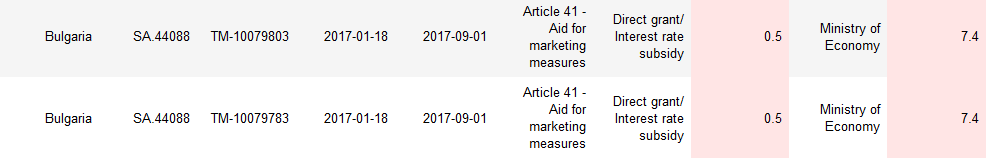 Bulgaria SA.44088 TM-10079803 2017-01-18 2017-09-01 Article 41 - Aid for marketing measures Direct grant/ Interest rate subsidy 0.5 Ministry of Economy 7.4
Bulgaria SA.44088 TM-10079783 2017-01-18 2017-09-01 Article 41 - Aid for marketing measures Direct grant/ Interest rate subsidy 0.5 Ministry of Economy 7.4